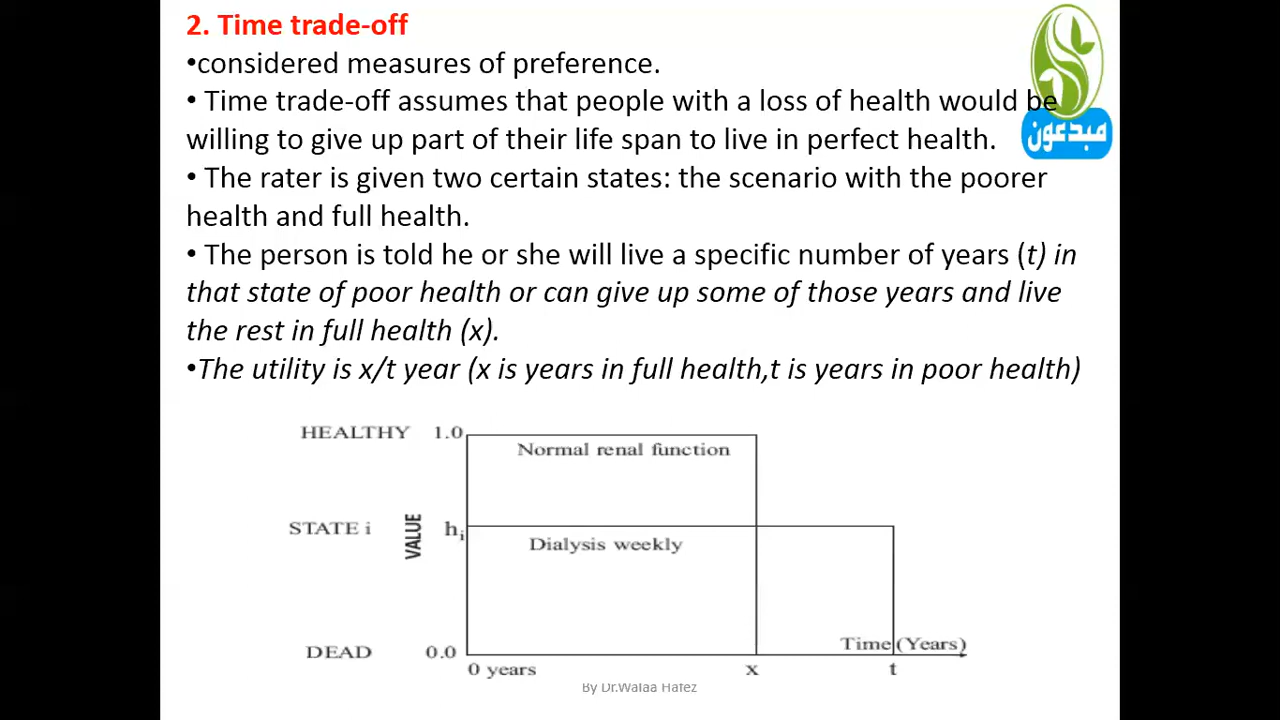 2. Time trade-off
•considered measures of preference.
• Time trade-off assumes that people with a loss of health would be
willing to give up part of their life span to live in perfect health.
مبدعون
• The rater is given two certain states: the scenario with the poorer
health and full health.
• The person is told he or she will live a specific number of years (t) in
that state of poor health or can give up some of those years and live
the rest in full health (x).
•The utility is x/t year (x is years in full health,t is years in poor health)
HEALTHY 1.0
Normal renal function
STATE i VALUE hi
Dialysis weekly
Time (Years)
DEAD 0.0
0 years x t
By Dr.Walaa Hafez